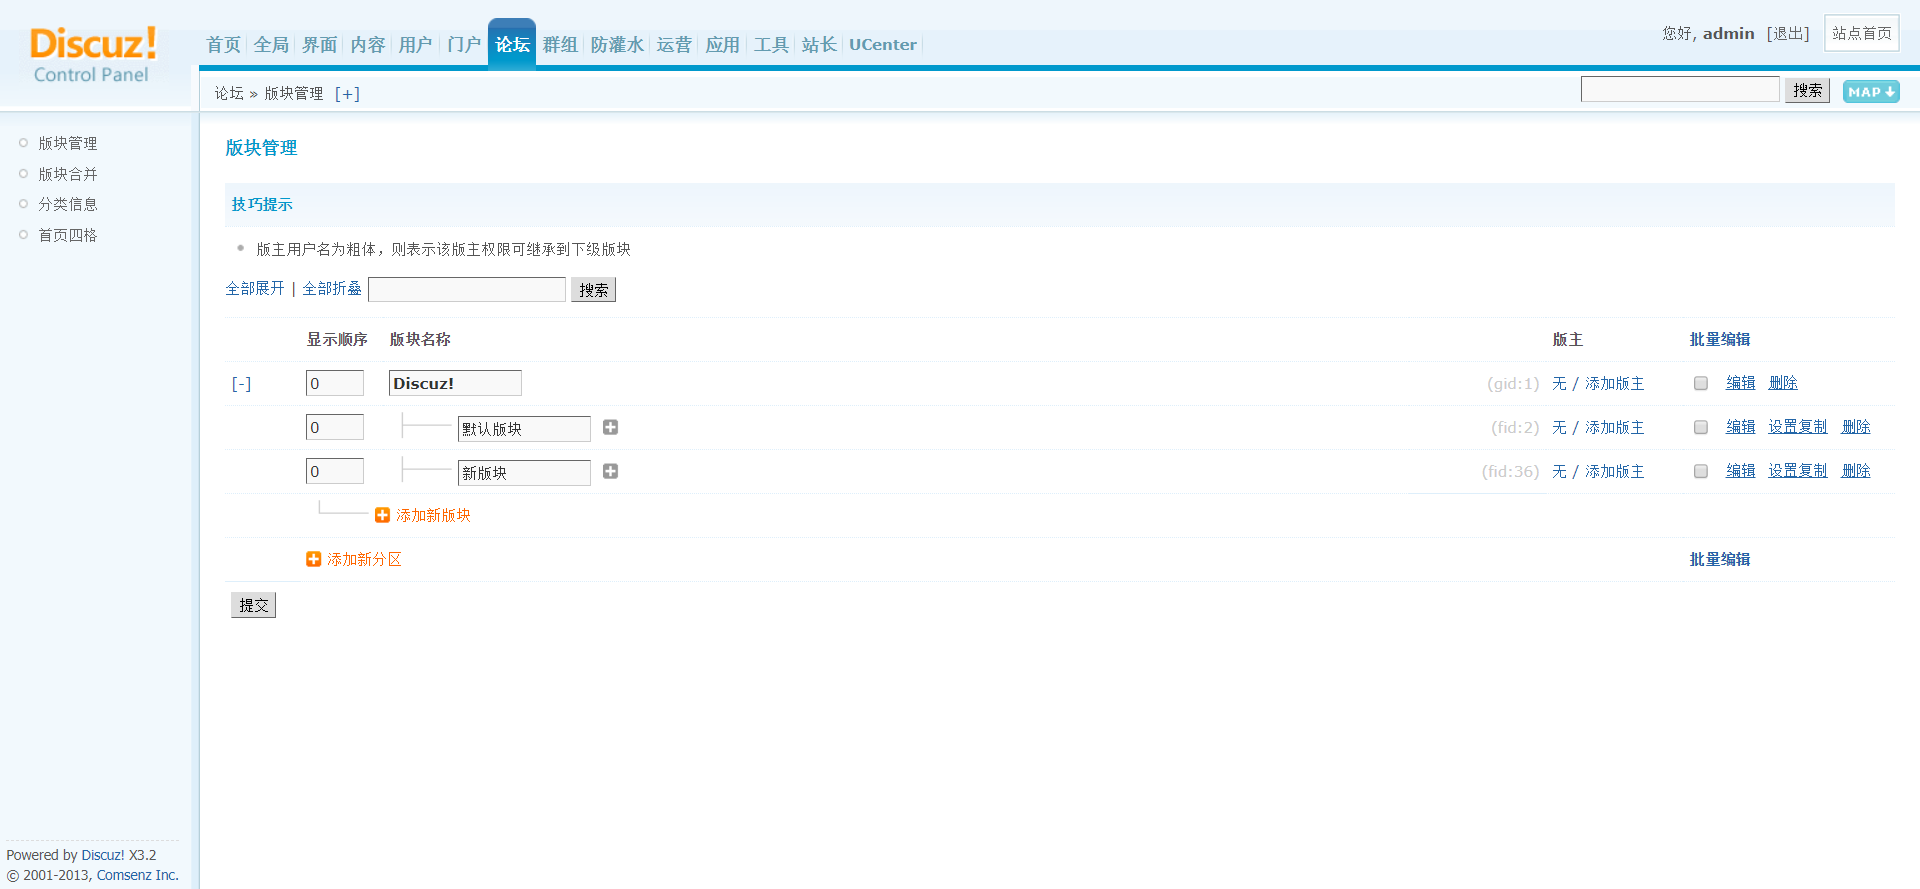 Discuz!
Control Panel
首页 全局 界面 内容 用户 门户 论坛 群组 防灌水 运营 应用 工具 站长 UCenter
您好, admin [退出] 站点首页
论坛 » 版块管理 [+]
搜索 MAP
版块管理
版块合并
分类信息
首页四格
版块管理
技巧提示
版主用户名为粗体，则表示该版主权限可继承到下级版块
全部展开 | 全部折叠 搜索
显示顺序 版块名称 版主 批量编辑
[-] 0 Discuz! (gid:1) 无 / 添加版主 编辑 删除
0 默认版块 (fid:2) 无 / 添加版主 编辑 设置复制 删除
0 新版块 (fid:36) 无 / 添加版主 编辑 设置复制 删除
添加新版块
添加新分区 批量编辑
提交
Powered by Discuz! X3.2
© 2001-2013, Comsenz Inc.